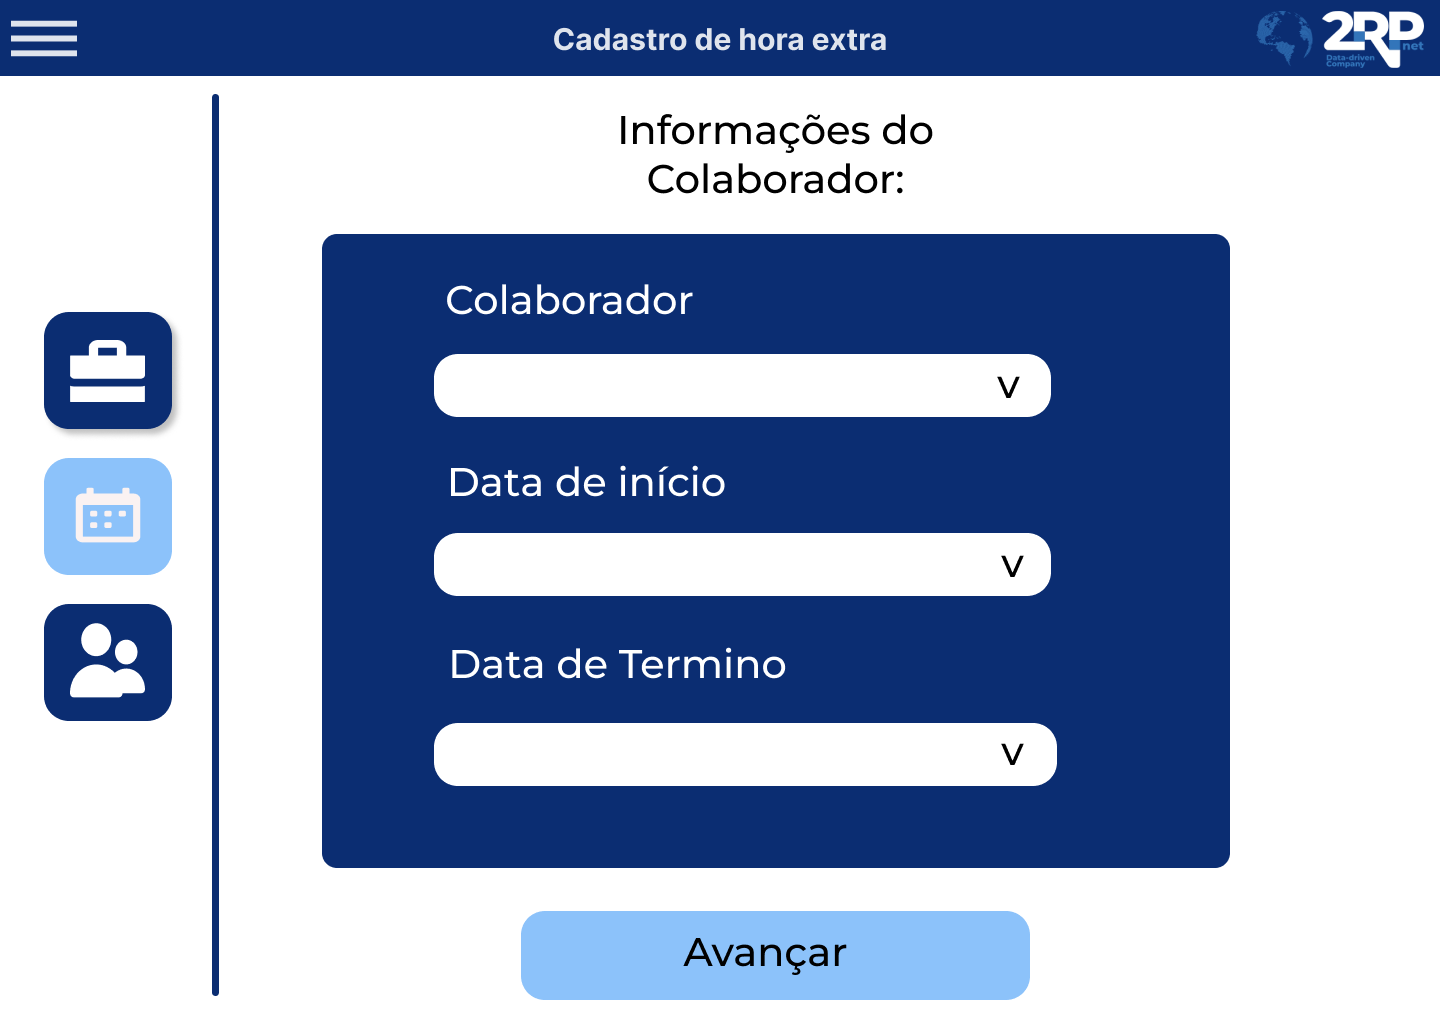 Cadastro de hora extra
2RP
net
Data-driven
Company
Informações do
Colaborador:
Colaborador
V
Data de início
V
Data de Termino
V
Avançar